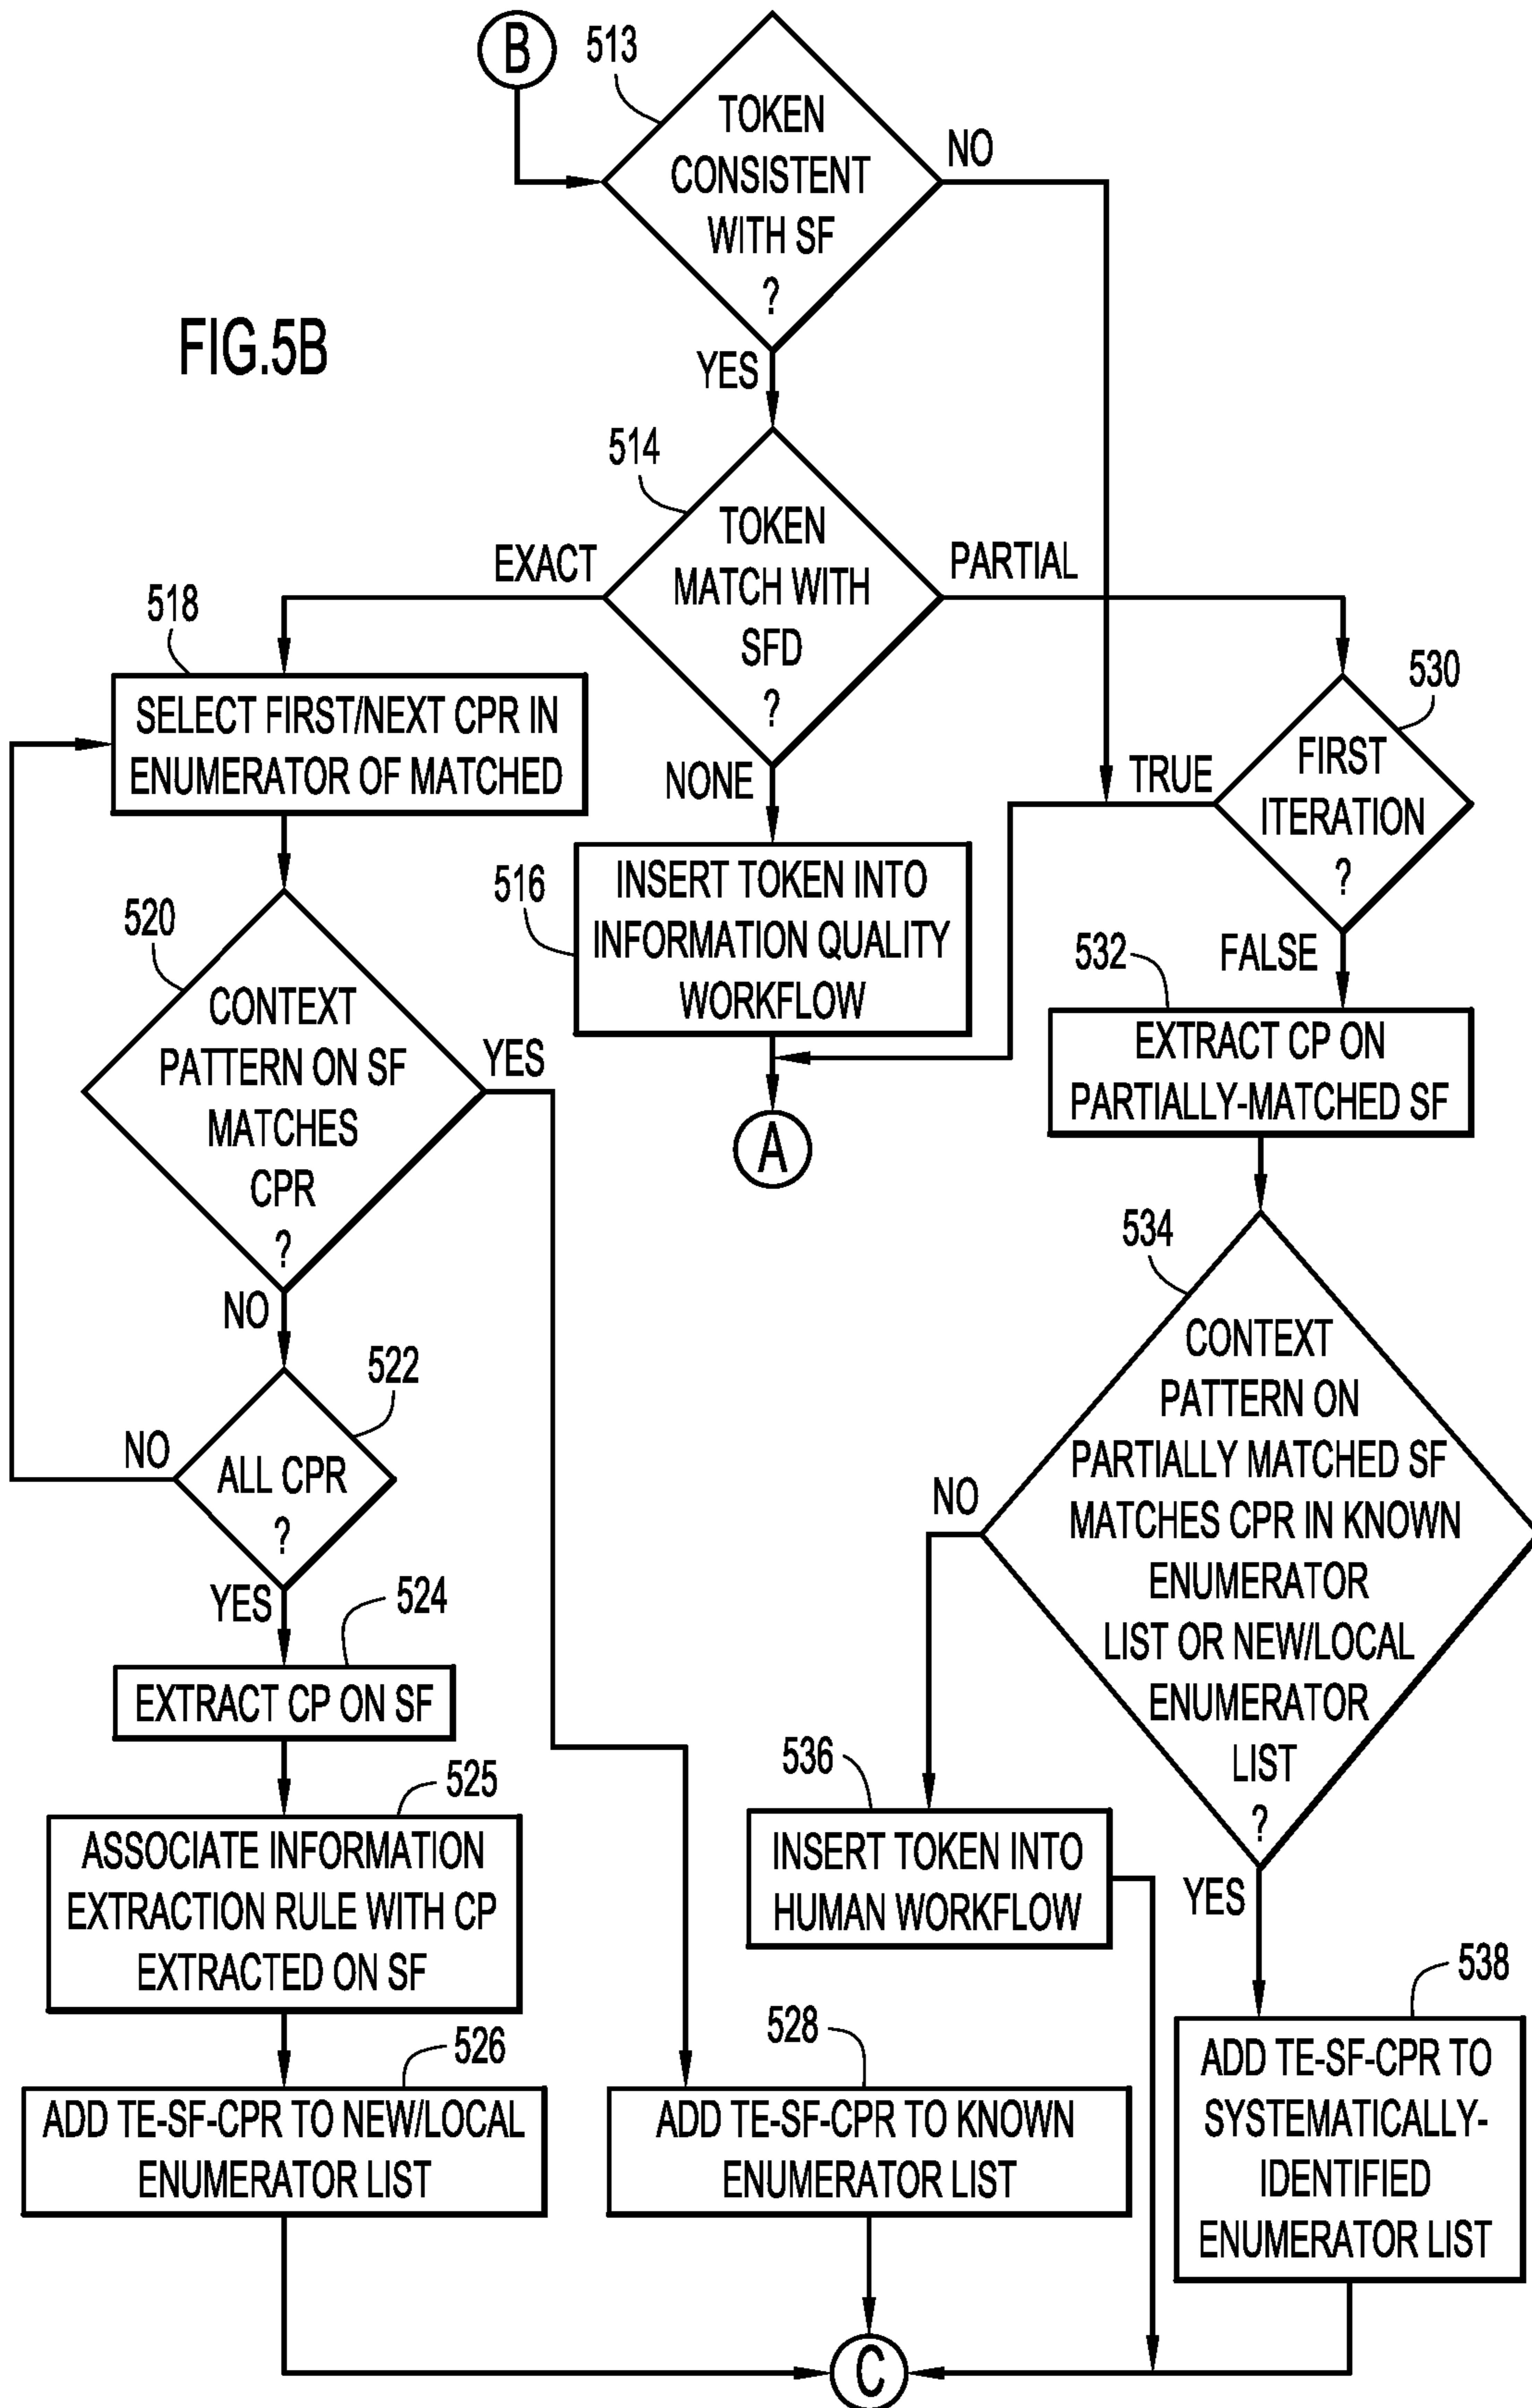 B
513
TOKEN
CONSISTENT
WITH SF
?
NO
FIG.5B
YES
514
TOKEN
MATCH WITH
SFD
?
EXACT
PARTIAL
NONE
518
SELECT FIRST/NEXT CPR IN
ENUMERATOR OF MATCHED
530
FIRST
ITERATION
?
TRUE
FALSE
516
INSERT TOKEN INTO
INFORMATION QUALITY
WORKFLOW
A
520
CONTEXT
PATTERN ON SF
MATCHES
CPR
?
YES
NO
532
EXTRACT CP ON
PARTIALLY-MATCHED SF
534
CONTEXT
PATTERN ON
PARTIALLY MATCHED SF
MATCHES CPR IN KNOWN
ENUMERATOR
LIST OR NEW/LOCAL
ENUMERATOR
LIST
?
NO
YES
522
ALL CPR
?
NO
YES
524
EXTRACT CP ON SF
525
ASSOCIATE INFORMATION
EXTRACTION RULE WITH CP
EXTRACTED ON SF
536
INSERT TOKEN INTO
HUMAN WORKFLOW
526
ADD TE-SF-CPR TO NEW/LOCAL
ENUMERATOR LIST
528
ADD TE-SF-CPR TO KNOWN
ENUMERATOR LIST
538
ADD TE-SF-CPR TO
SYSTEMATICALLY-
IDENTIFIED
ENUMERATOR LIST
C